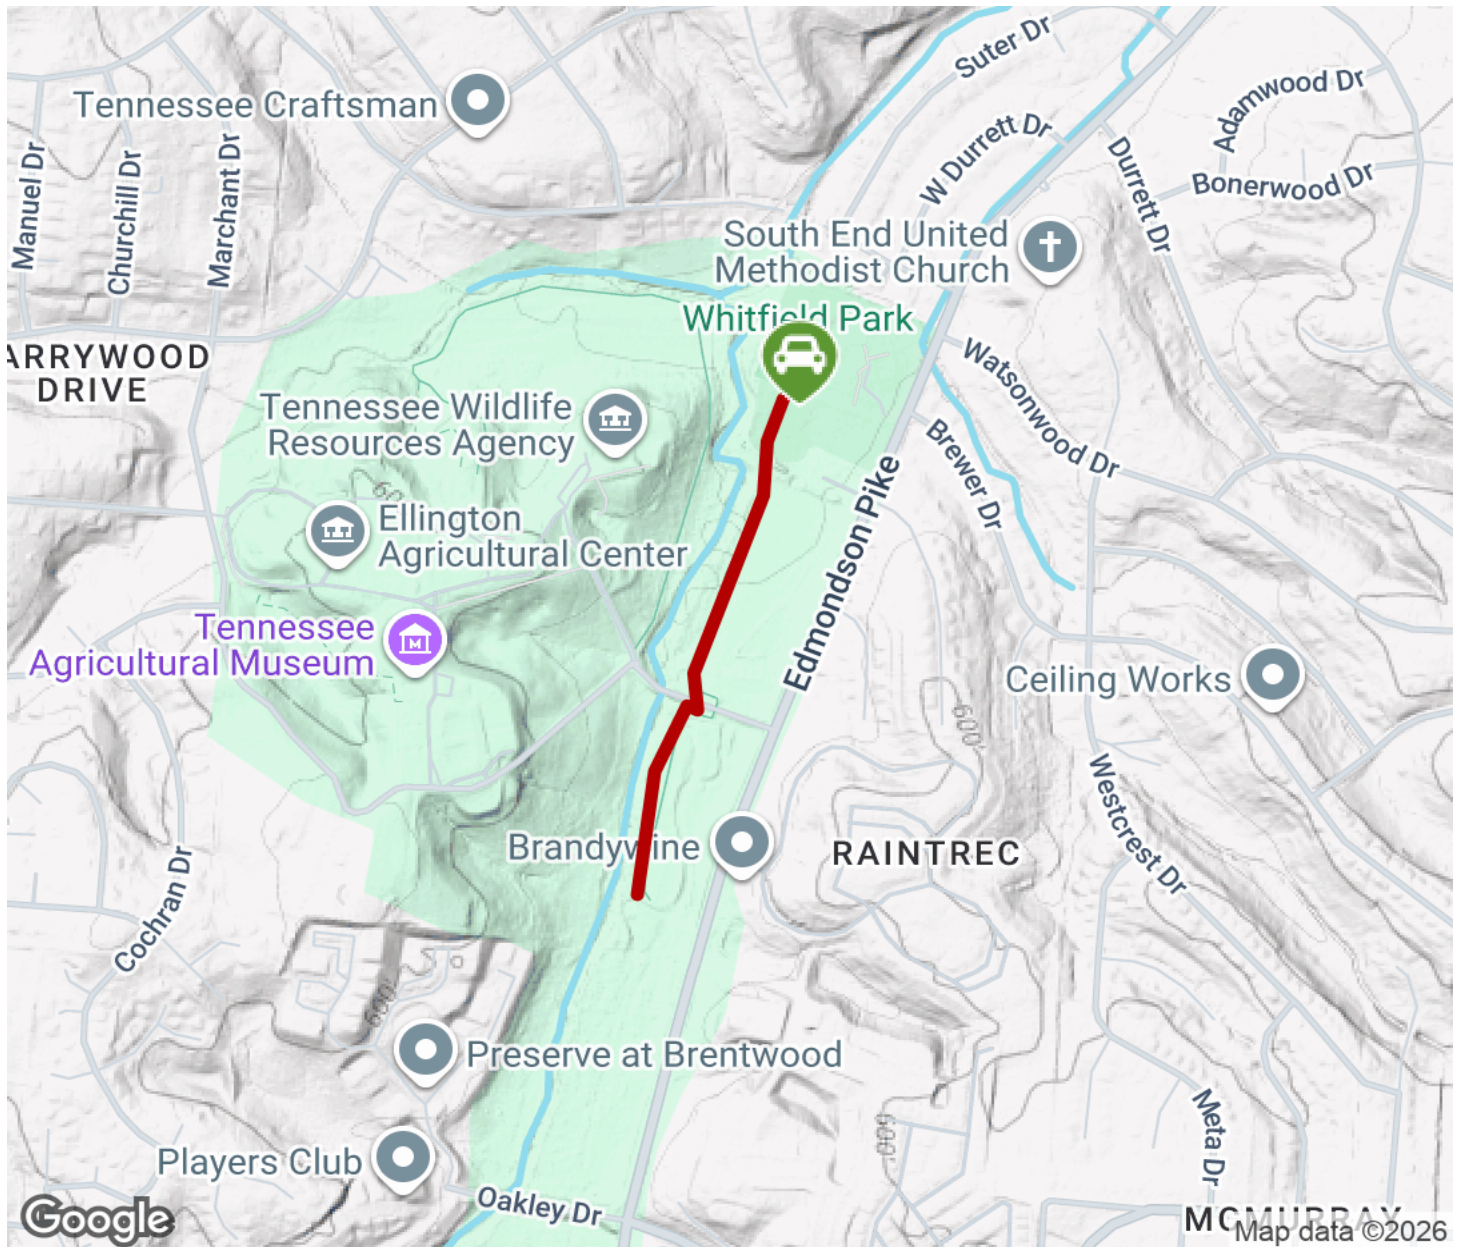 Suter Dr
Tennessee Craftsman
Adamwood Dr
W Durrett Dr
Durrett Dr
Bonerwood Dr
Manuel Dr
Churchill Dr
Marchant Dr
South End United
Methodist Church
Whitfield Park
ARRYWOOD
DRIVE
Watsonwood Dr
Tennessee Wildlife
Resources Agency
Brewer Dr
Edmondson Pike
Ellington
Agricultural Center
Tennessee
Agricultural Museum
Ceiling Works
600'
Westcrest Dr
Brandywine
RAINTREC
Cochran Dr
600'
Preserve at Brentwood
600'
Meta Dr
Players Club
Oakley Dr
MCMURRAY
Google
Map data ©2026